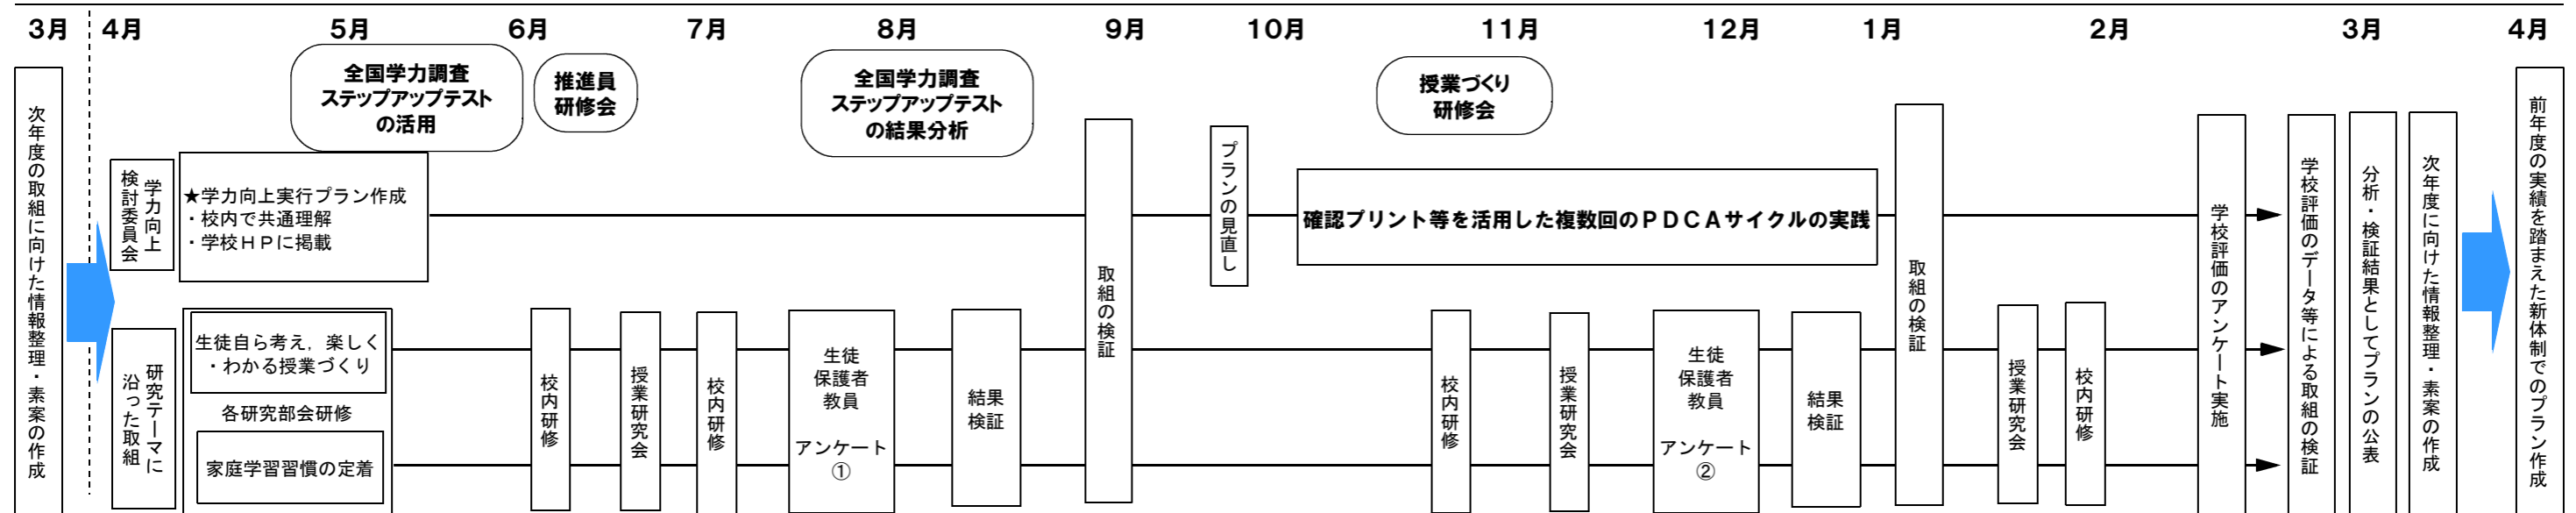 3月
4月
5月
6月
7月
8月
9月
10月
11月
12月
1月
2月
3月
4月
全国学力調査
ステップアップテスト
の活用
推進員
研修会
全国学力調査
ステップアップテスト
の結果分析
授業づくり
研修会
次年度の取組に向けた情報整理・素案の作成
学力向上
検討委員会
★学力向上実行プラン作成
・校内で共通理解
・学校HPに掲載
研究テーマに
沿った取組
生徒自ら考え，楽しく
・わかる授業づくり
各研究部会研修
家庭学習習慣の定着
校内研修
授業研究会
校内研修
生徒
保護者
教員
アンケート
①
結果
検証
取組の検証
プランの見直し
確認プリント等を活用した複数回のPDCAサイクルの実践
校内研修
授業研究会
生徒
保護者
教員
アンケート
②
結果
検証
取組の検証
授業研究会
校内研修
学校評価のアンケート実施
学校評価のデータ等による取組の検証
分析・検証結果としてプランの公表
次年度に向けた情報整理・素案の作成
前年度の実績を踏まえた新体制でのプラン作成